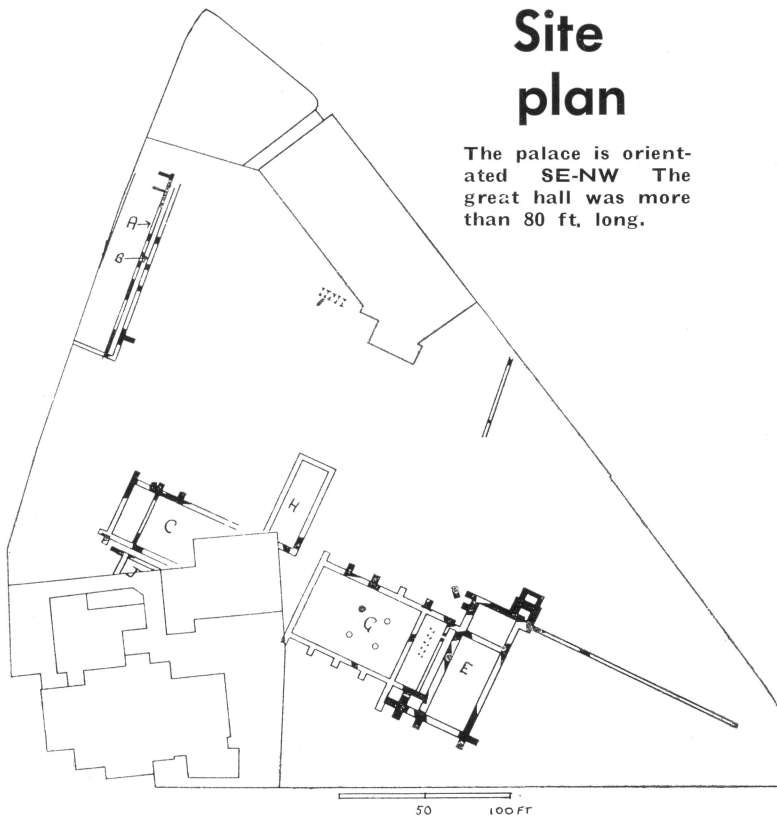 Site
plan
The palace is orient-
ated SE-NW The
great hall was more
than 80 ft. long.
A
B
H
C
G
E
50 100 FT